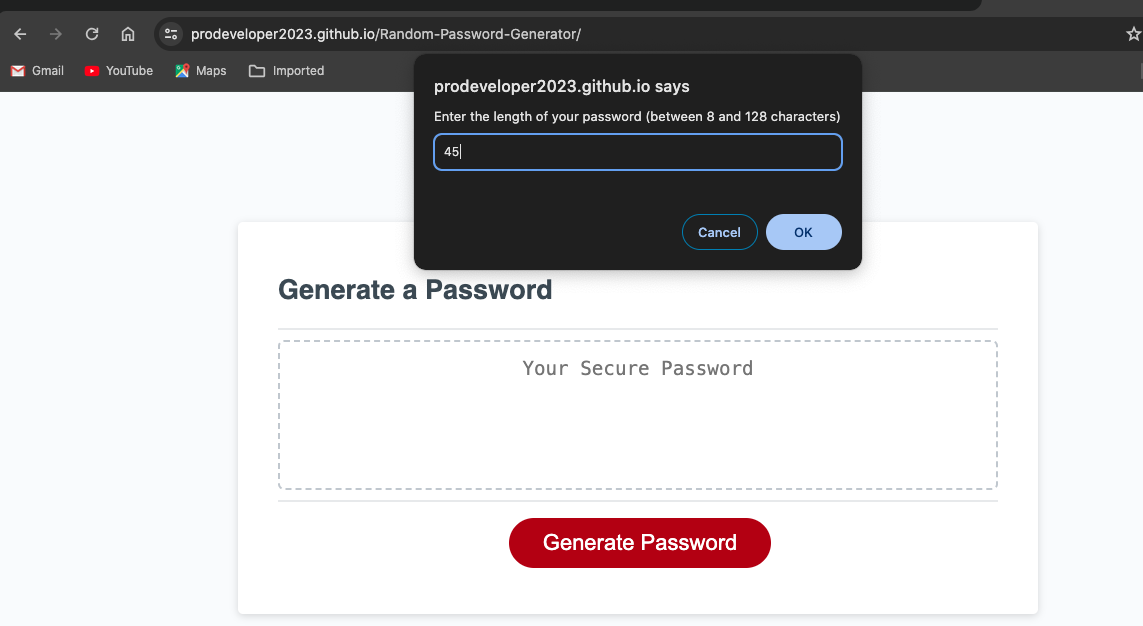 prodeveloper2023.github.io/Random-Password-Generator/
Gmail YouTube Maps Imported
prodeveloper2023.github.io says
Enter the length of your password (between 8 and 128 characters)
45
Cancel OK
Generate a Password
Your Secure Password
Generate Password